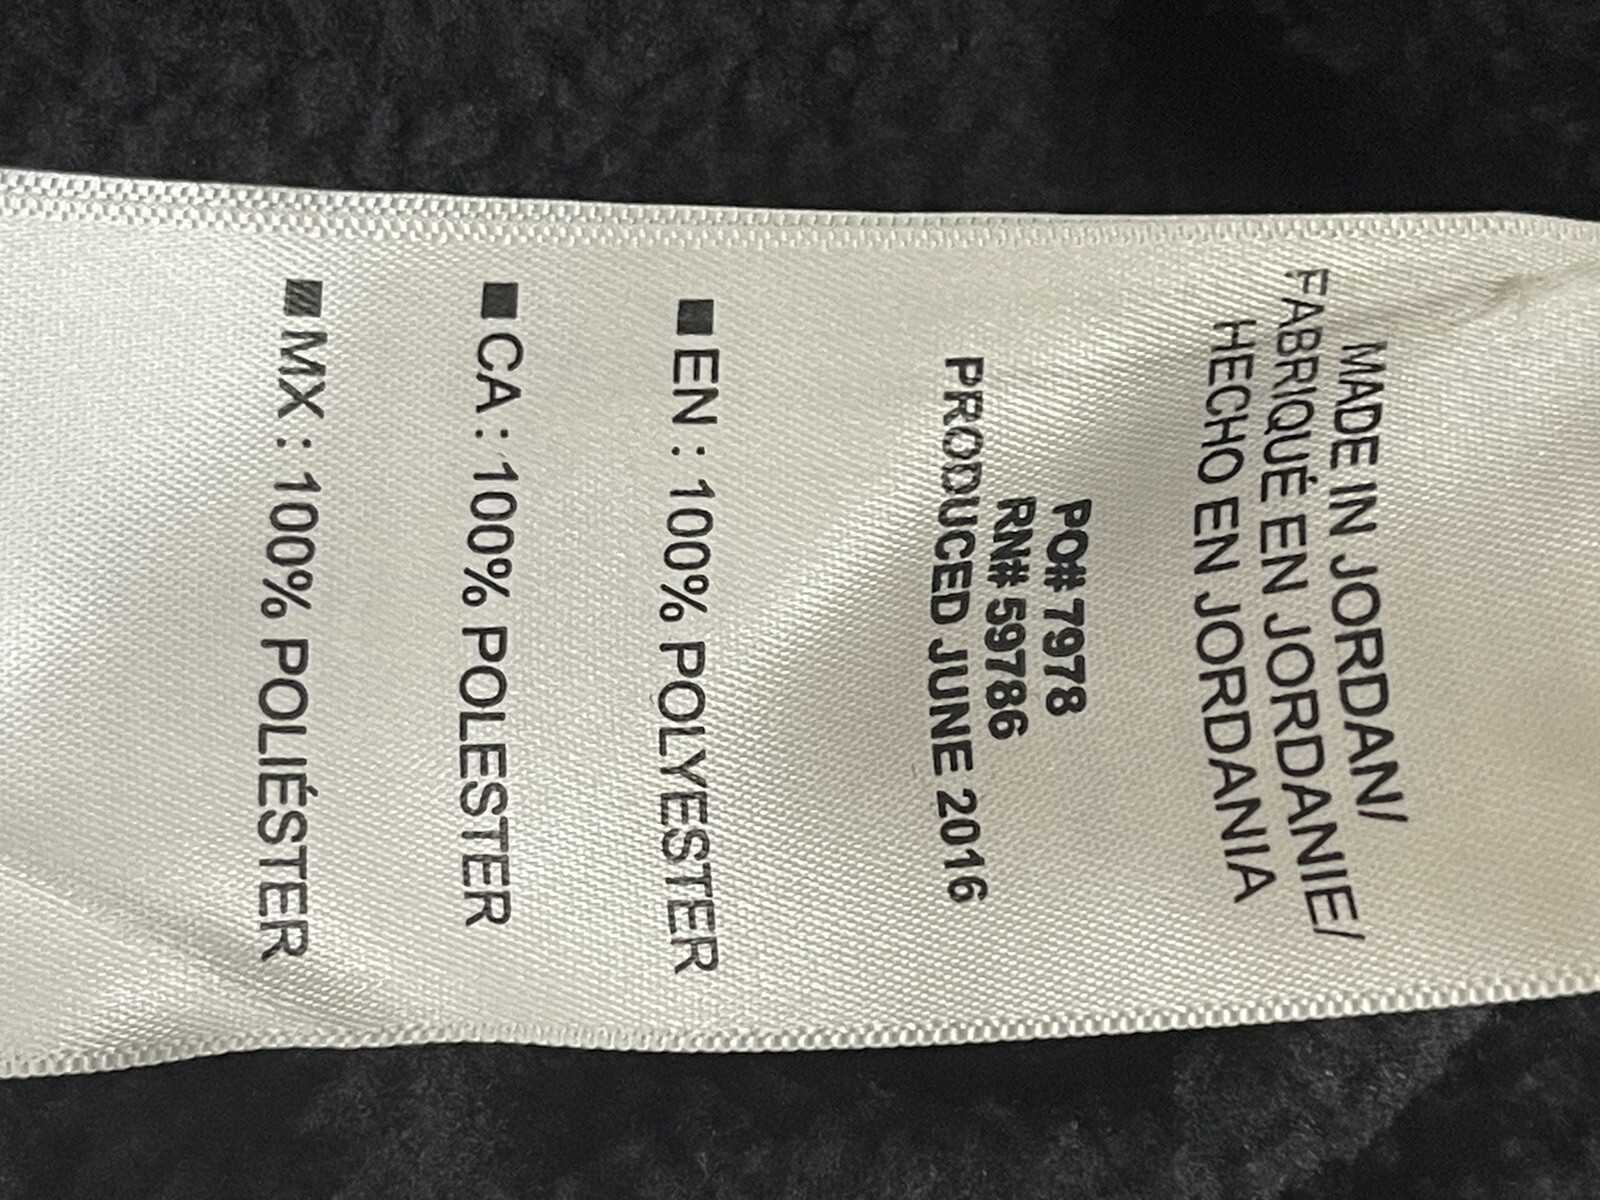 MADE IN JORDAN/
FABRIQUÉ EN JORDANIE/
HECHO EN JORDANIA
PO# 7978
RN# 59786
PRODUCED JUNE 2016
■ EN : 100% POLYESTER
■ CA : 100% POLESTER
■ MX : 100% POLIÉSTER